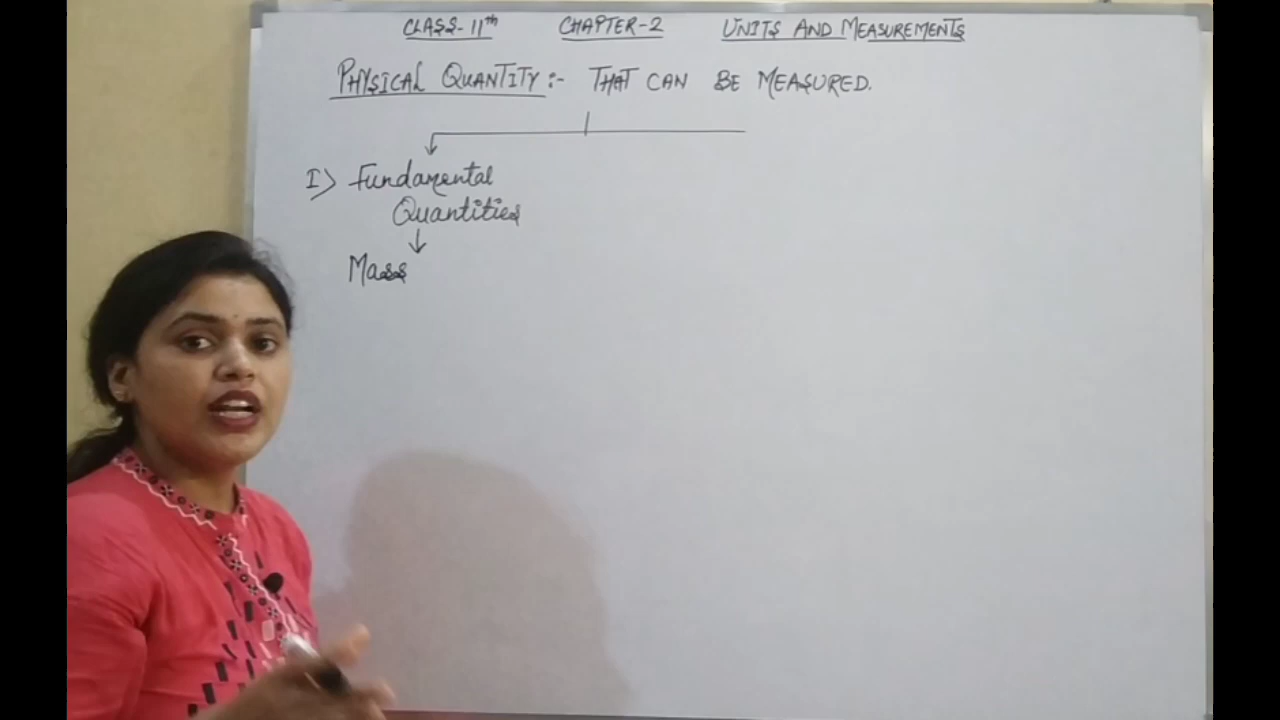 CLASS-11th CHAPTER-2 UNITS AND MEASUREMENTS
PHYSICAL QUANTITY:- THAT CAN BE MEASURED.
I) Fundamental
Quantities
Mass